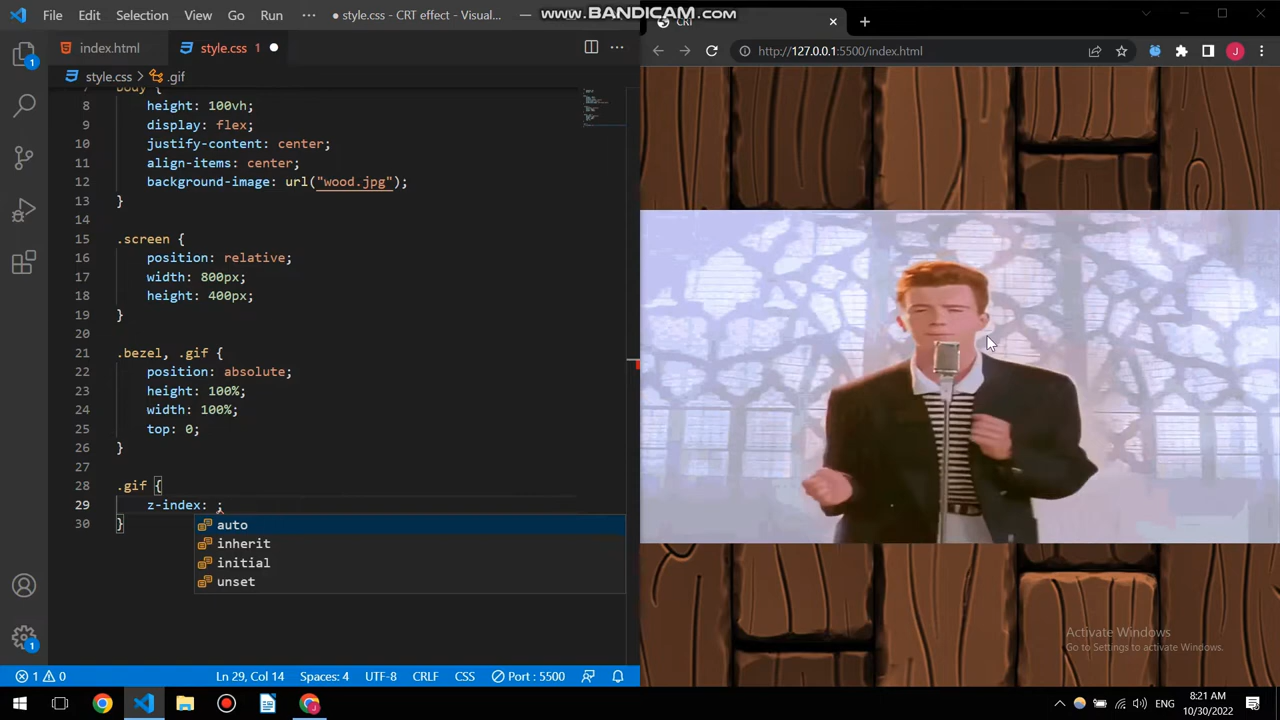 File Edit Selection View Go Run ··· ● style.css - CRT effect - Visual...
www.BANDICAM.com
CRT
index.html
style.css 1 ●
http://127.0.0.1:5500/index.html
J
style.css > .gif
7 body {
8 height: 100vh;
9 display: flex;
10 justify-content: center;
11 align-items: center;
12 background-image: url("wood.jpg");
13 }
14
15 .screen {
16 position: relative;
17 width: 800px;
18 height: 400px;
19 }
20
21 .bezel, .gif {
22 position: absolute;
23 height: 100%;
24 width: 100%;
25 top: 0;
26 }
27
28 .gif {
29 z-index: ;
30 }
auto
inherit
initial
unset
1
1
Activate Windows
Go to Settings to activate Windows.
1 0 Ln 29, Col 14 Spaces: 4 UTF-8 CRLF CSS Port : 5500
ENG
8:21 AM
10/30/2022